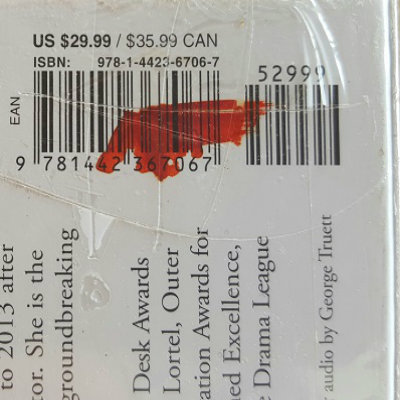 US $29.99 / $35.99 CAN
ISBN: 978-1-4423-6706-7
52999
EAN
9 781442 367067
to 2013 after
tor. She is the
groundbreaking
Desk Awards
Lortel, Outer
ation Awards for
ned Excellence,
e Drama League
r audio by George Truett